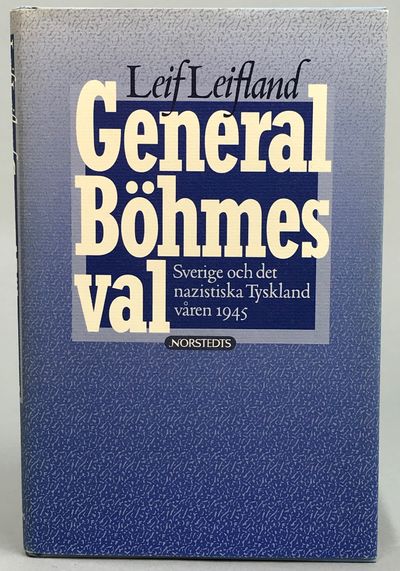 Leif Leifland
General
Böhmes
val
Sverige och det
nazistiska Tyskland
våren 1945
NORSTEDTS